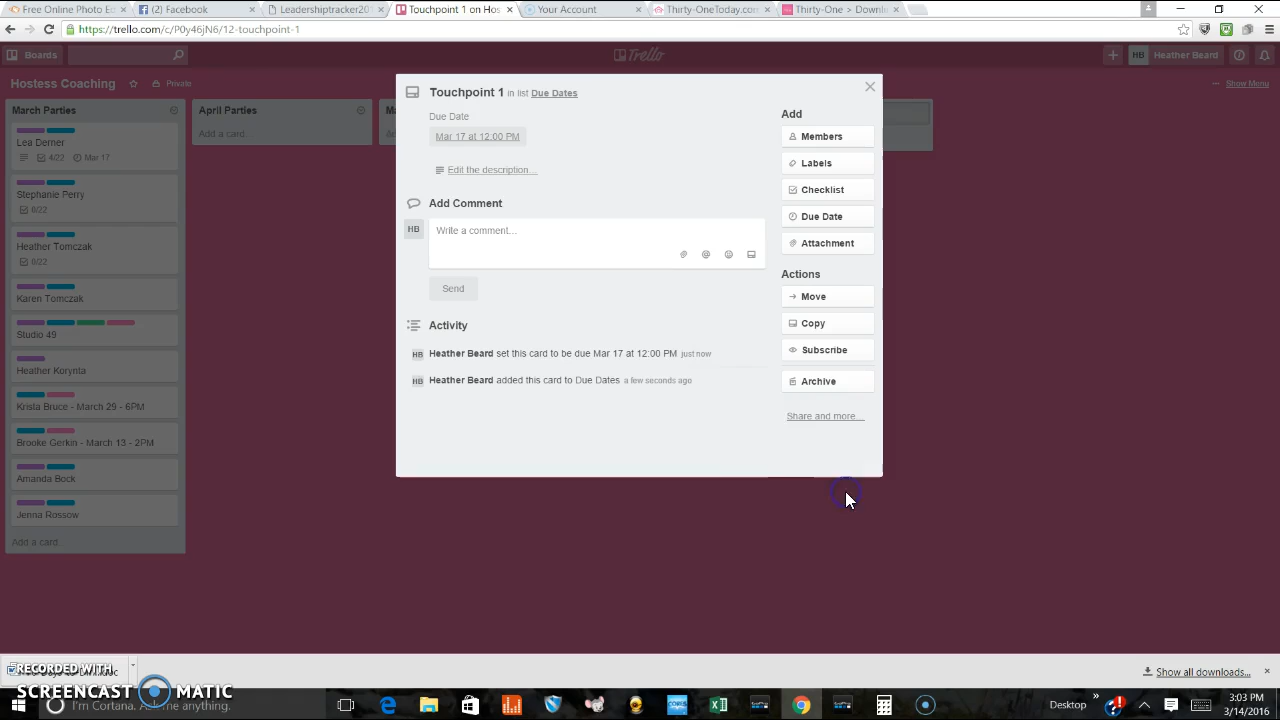 Free Online Photo Ed
Facebook
Leadershiptracker201
Touchpoint 1 on Hos
Your Account
Thirty-OneToday.com
Thirty-One > Downl
https://trello.com/c/P0y46jN6/12-touchpoint-1
Boards
Trello
HB Heather Beard
Hostess Coaching
Private
Show Menu
March Parties
Lea Derner
4/22 Mar 17
Stephanie Perry
6/22
Heather Tomczak
Karen Tomczak
Studio 49
Heather Korynta
Krista Bruce - March 29 - 6PM
Brooke Gerkin - March 13 - 2PM
Amanda Bock
Jenna Rossow
Add a card...
April Parties
Add a card...
Touchpoint 1 in list Due Dates
Due Date
Mar 17 at 12:00 PM
Edit the description...
Add Comment
HB
Write a comment...
Send
Activity
HB Heather Beard set this card to be due Mar 17 at 12:00 PM just now
HB Heather Beard added this card to Due Dates a few seconds ago
Add
Members
Labels
Checklist
Due Date
Attachment
Actions
Move
Copy
Subscribe
Archive
Share and more...
RECORDED WITH
SCREENCAST MATIC
Show all downloads...
I'm Cortana. Ask me anything.
Desktop
3:03 PM
3/14/2016